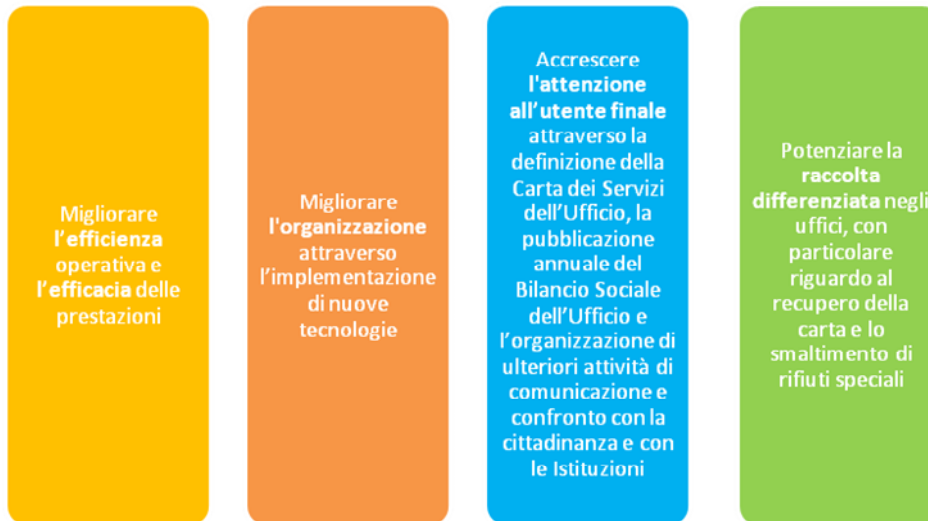 Migliorare
l'efficienza
operativa e
l'efficacia delle
prestazioni
Migliorare
l'organizzazione
attraverso
l'implementazione
di nuove
tecnologie
Accrescere
l'attenzione
all'utente finale
attraverso la
definizione della
Carta dei Servizi
dell'Ufficio, la
pubblicazione
annuale del
Bilancio Sociale
dell'Ufficio e
l'organizzazione di
ulteriori attività di
comunicazione e
confronto con la
cittadinanza e con
le Istituzioni
Potenziare la
raccolta
differenziata negli
uffici, con
particolare
riguardo al
recupero della
carta e lo
smaltimento di
rifiuti speciali